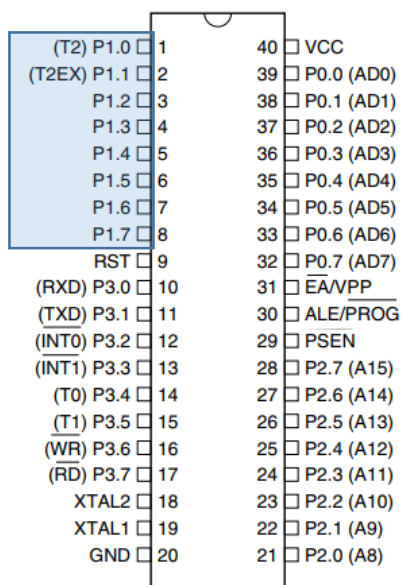 (T2) P1.0 1 40 VCC
(T2EX) P1.1 2 39 P0.0 (AD0)
P1.2 3 38 P0.1 (AD1)
P1.3 4 37 P0.2 (AD2)
P1.4 5 36 P0.3 (AD3)
P1.5 6 35 P0.4 (AD4)
P1.6 7 34 P0.5 (AD5)
P1.7 8 33 P0.6 (AD6)
RST 9 32 P0.7 (AD7)
(RXD) P3.0 10 31 E̅A̅/VPP
(TXD) P3.1 11 30 ALE/P̅R̅O̅G̅
(I̅N̅T̅0̅) P3.2 12 29 P̅S̅E̅N̅
(I̅N̅T̅1̅) P3.3 13 28 P2.7 (A15)
(T0) P3.4 14 27 P2.6 (A14)
(T1) P3.5 15 26 P2.5 (A13)
(W̅R̅) P3.6 16 25 P2.4 (A12)
(R̅D̅) P3.7 17 24 P2.3 (A11)
XTAL2 18 23 P2.2 (A10)
XTAL1 19 22 P2.1 (A9)
GND 20 21 P2.0 (A8)